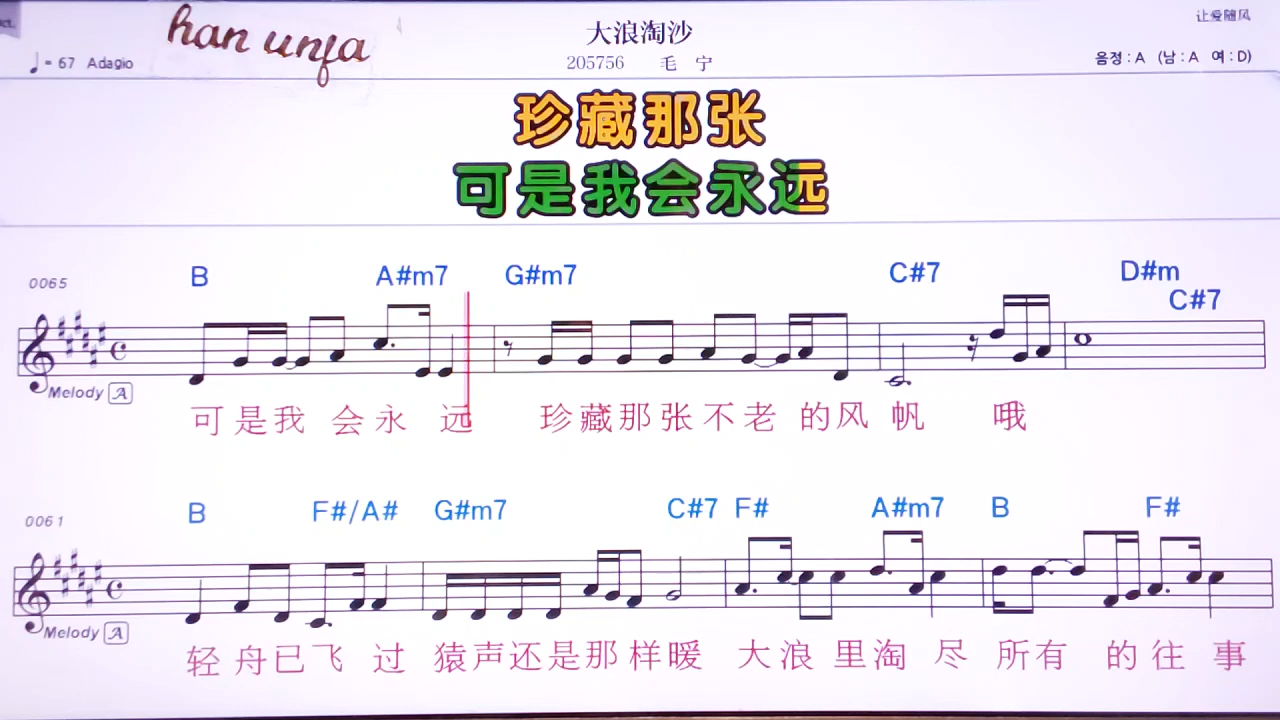 ct.
han unfa
大浪淘沙
让爱随风
♩= 67 Adagio
205756 毛 宁
음정 : A (남 : A 여 : D)
珍藏那张
可是我会永远
0065
B A#m7 G#m7 C#7 D#m C#7
Melody A
可是我 会永 远 珍藏那张不老 的风 帆 哦
0061
B F#/A# G#m7 C#7 F# A#m7 B F#
Melody A
轻舟已飞 过 猿声还是那样暖 大浪里淘 尽 所有 的往事